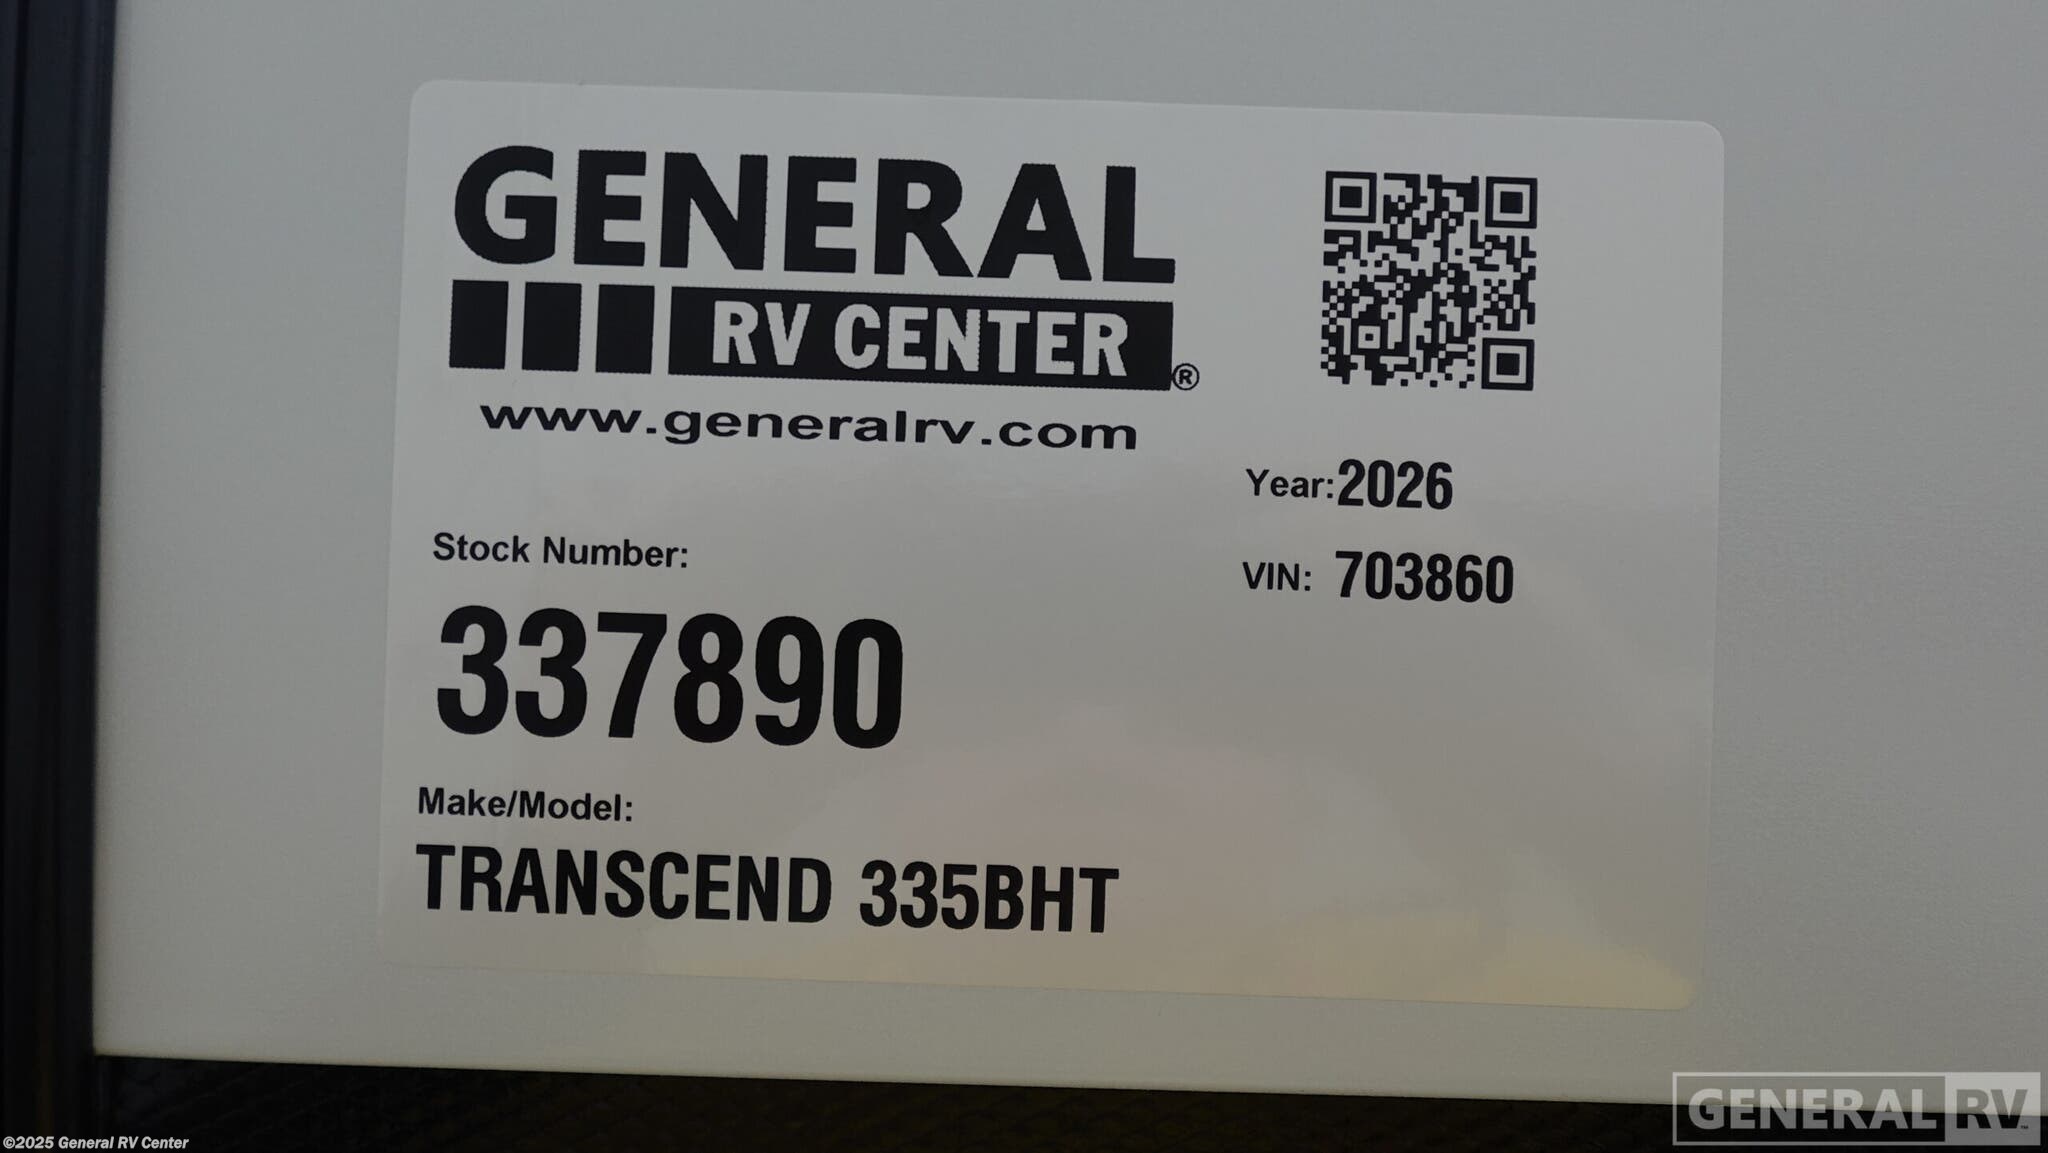 GENERAL
RV CENTER®
www.generalrv.com
Year: 2026
VIN: 703860
Stock Number:
337890
Make/Model:
TRANSCEND 335BHT
©2025 General RV Center
GENERAL RV™